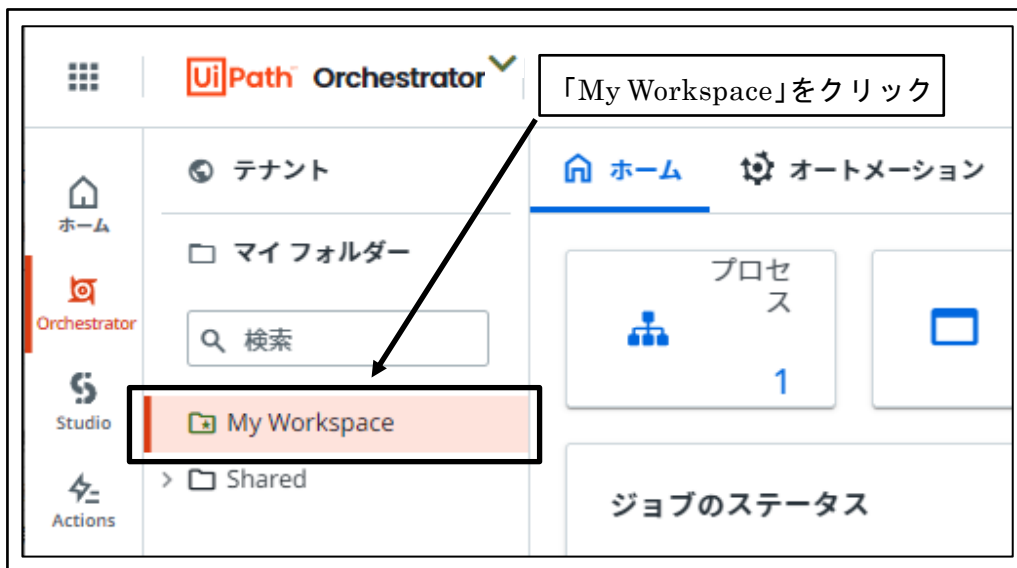 UiPath Orchestrator
「My Workspace」をクリック
ホーム
Orchestrator
Studio
Actions
テナント
マイ フォルダー
検索
My Workspace
Shared
ホーム オートメーション
プロセ
ス
1
ジョブのステータス